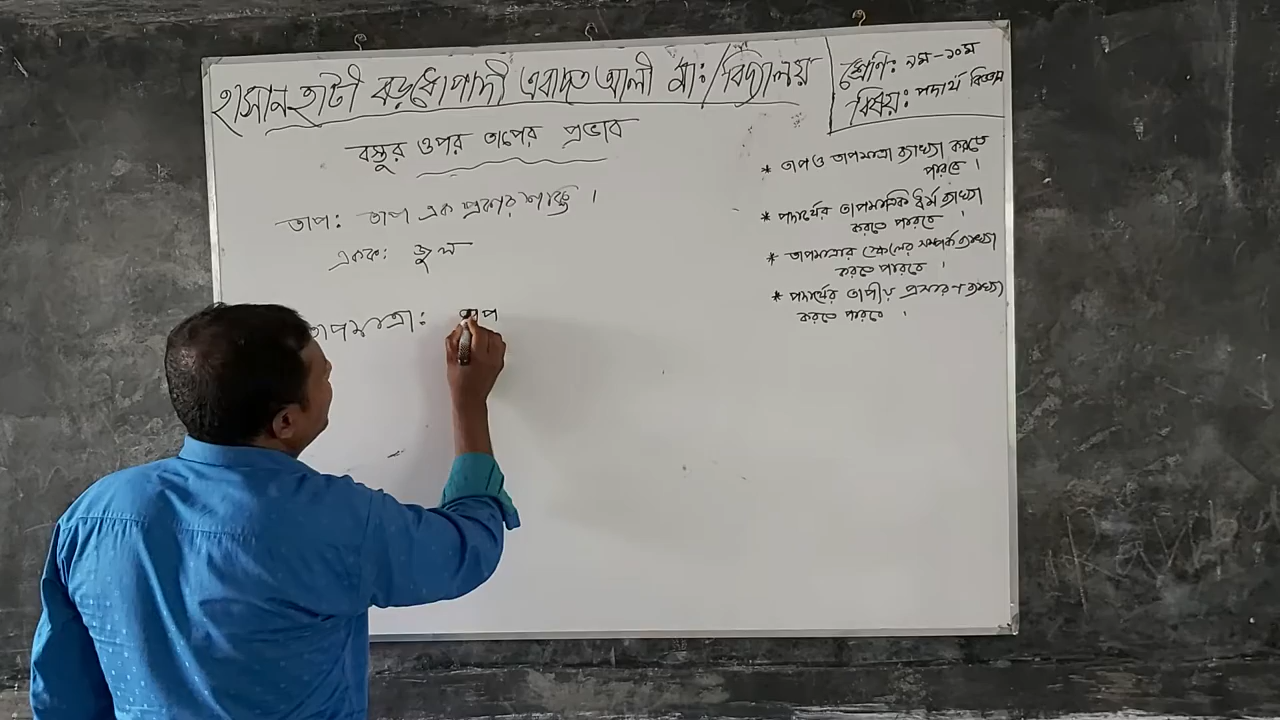 হাসানহাটী বড়ধোপাদী এবাদত আলী মাঃ/বিদ্যালয়
শ্রেণি: ৯ম-১০ম
বিষয়: পদার্থ বিজ্ঞান
বস্তুর ওপর তাপের প্রভাব
তাপ: তাপ এক প্রকার শক্তি ।
একক: জুল
তাপমাত্রা: তাপ
* তাপ ও তাপমাত্রা ব্যাখ্যা করতে
পারবে ।
* পদার্থের তাপমাত্রিক ধর্ম ব্যাখ্যা
করতে পারবে ।
* তাপমাত্রার স্কেলের সম্পর্ক ব্যাখ্যা
করতে পারবে ।
* পদার্থের তাপীয় প্রসারণ ব্যাখ্যা
করতে পারবে ।